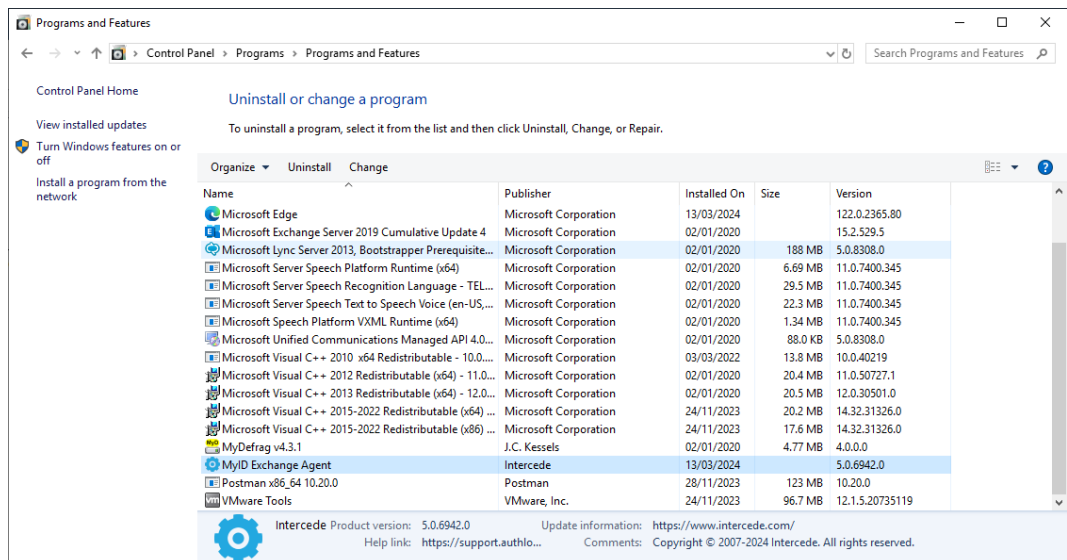 Programs and Features
Control Panel > Programs > Programs and Features
Search Programs and Features
Control Panel Home
View installed updates
Turn Windows features on or
off
Install a program from the
network
Uninstall or change a program
To uninstall a program, select it from the list and then click Uninstall, Change, or Repair.
Organize Uninstall Change
Name Publisher Installed On Size Version
Microsoft Edge Microsoft Corporation 13/03/2024 122.0.2365.80
Microsoft Exchange Server 2019 Cumulative Update 4 Microsoft Corporation 02/01/2020 15.2.529.5
Microsoft Lync Server 2013, Bootstrapper Prerequisite... Microsoft Corporation 02/01/2020 188 MB 5.0.8308.0
Microsoft Server Speech Platform Runtime (x64) Microsoft Corporation 02/01/2020 6.69 MB 11.0.7400.345
Microsoft Server Speech Recognition Language - TEL... Microsoft Corporation 02/01/2020 29.5 MB 11.0.7400.345
Microsoft Server Speech Text to Speech Voice (en-US,... Microsoft Corporation 02/01/2020 22.3 MB 11.0.7400.345
Microsoft Speech Platform VXML Runtime (x64) Microsoft Corporation 02/01/2020 1.34 MB 11.0.7400.345
Microsoft Unified Communications Managed API 4.0... Microsoft Corporation 02/01/2020 88.0 KB 5.0.8308.0
Microsoft Visual C++ 2010 x64 Redistributable - 10.0.... Microsoft Corporation 03/03/2022 13.8 MB 10.0.40219
Microsoft Visual C++ 2012 Redistributable (x64) - 11.0... Microsoft Corporation 02/01/2020 20.4 MB 11.0.50727.1
Microsoft Visual C++ 2013 Redistributable (x64) - 12.0... Microsoft Corporation 02/01/2020 20.5 MB 12.0.30501.0
Microsoft Visual C++ 2015-2022 Redistributable (x64) ... Microsoft Corporation 24/11/2023 20.2 MB 14.32.31326.0
Microsoft Visual C++ 2015-2022 Redistributable (x86) ... Microsoft Corporation 24/11/2023 17.6 MB 14.32.31326.0
MyDefrag v4.3.1 J.C. Kessels 02/01/2020 4.77 MB 4.0.0.0
MyID Exchange Agent Intercede 13/03/2024 5.0.6942.0
Postman x86_64 10.20.0 Postman 28/11/2023 123 MB 10.20.0
vm VMware Tools VMware, Inc. 24/11/2023 96.7 MB 12.1.5.20735119
Intercede Product version: 5.0.6942.0 Update information: https://www.intercede.com/
Help link: https://support.authlo... Comments: Copyright © 2007-2024 Intercede. All rights reserved.